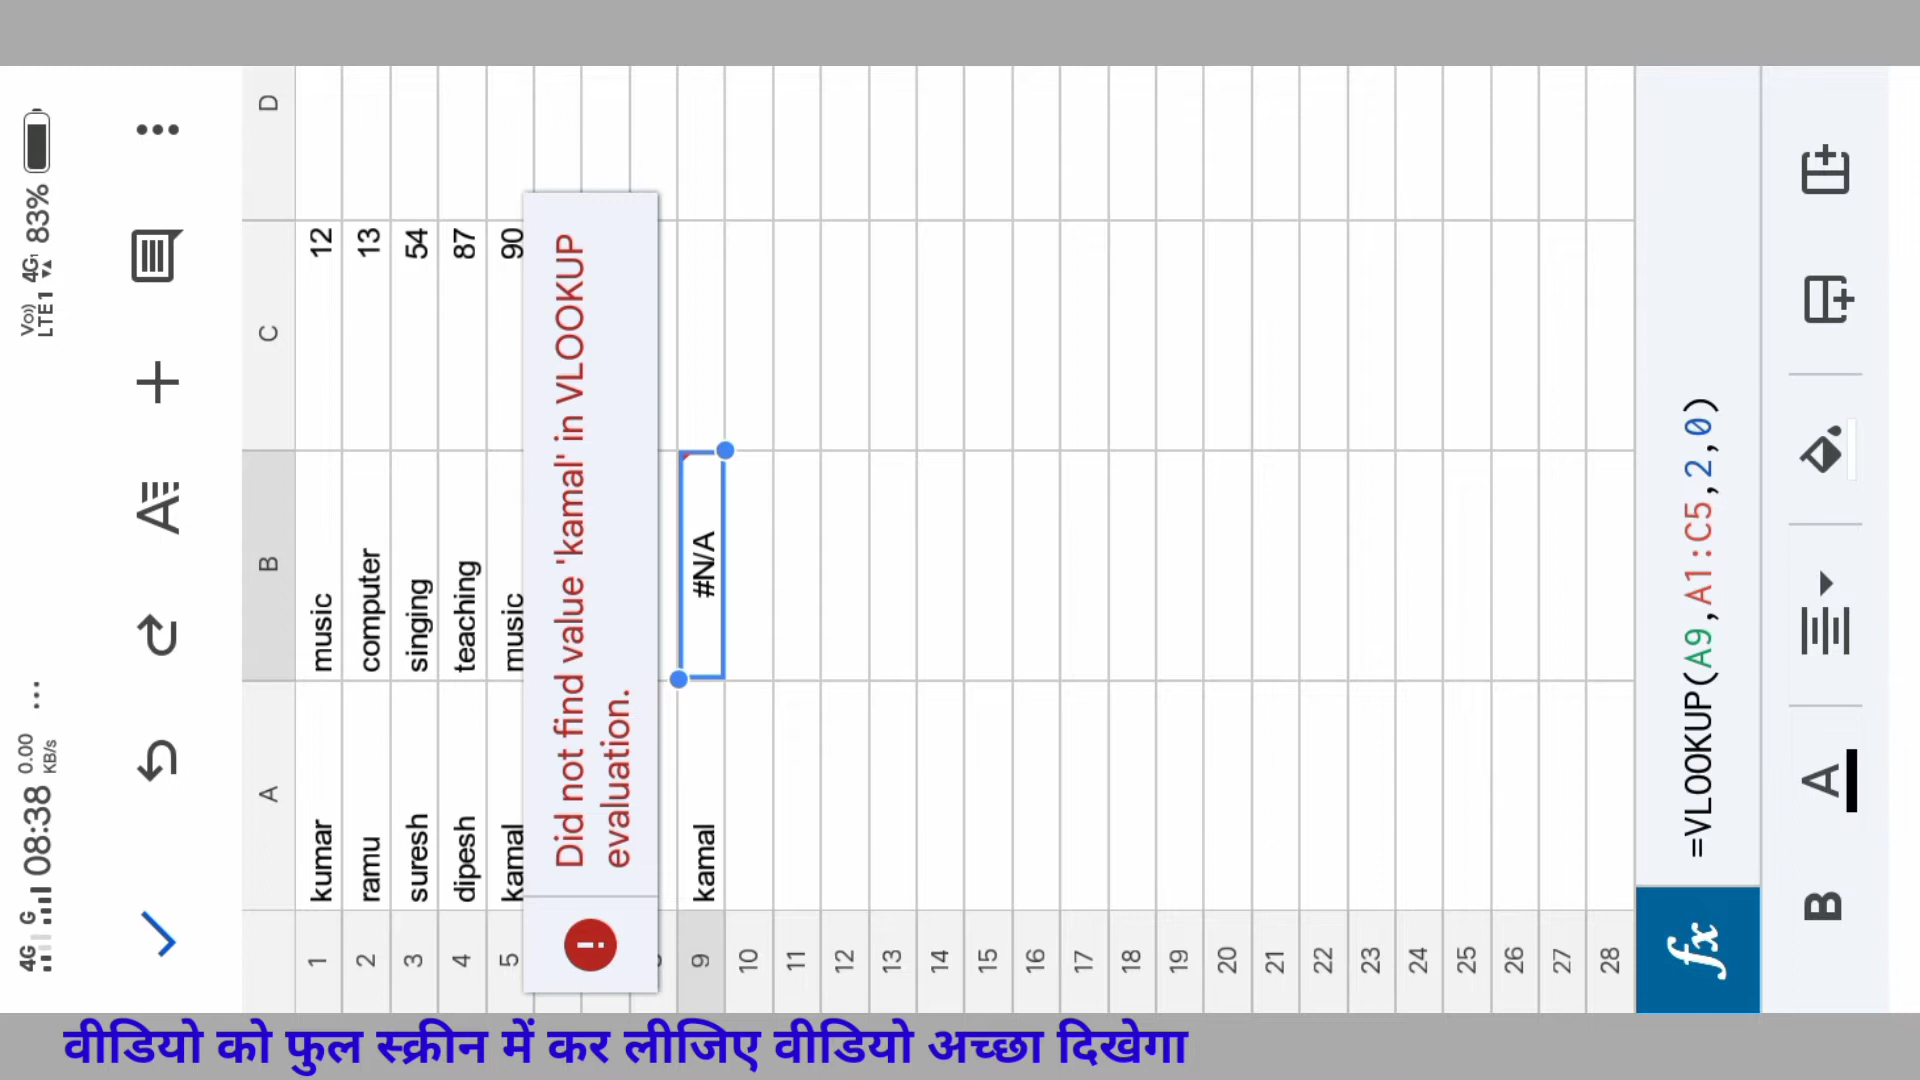 4G G 08:38 0.00 KB/s ... Vo)) LTE1 4G 83%
A B C D
1 kumar music 12
2 ramu computer 13
3 suresh singing 54
4 dipesh teaching 87
5 kamal music 90
Did not find value 'kamal' in VLOOKUP
evaluation.
9 kamal #N/A
10
11
12
13
14
15
16
17
18
19
20
21
22
23
24
25
26
27
28
fx =VLOOKUP(A9,A1:C5,2,0)
B A
वीडियो को फुल स्क्रीन में कर लीजिए वीडियो अच्छा दिखेगा